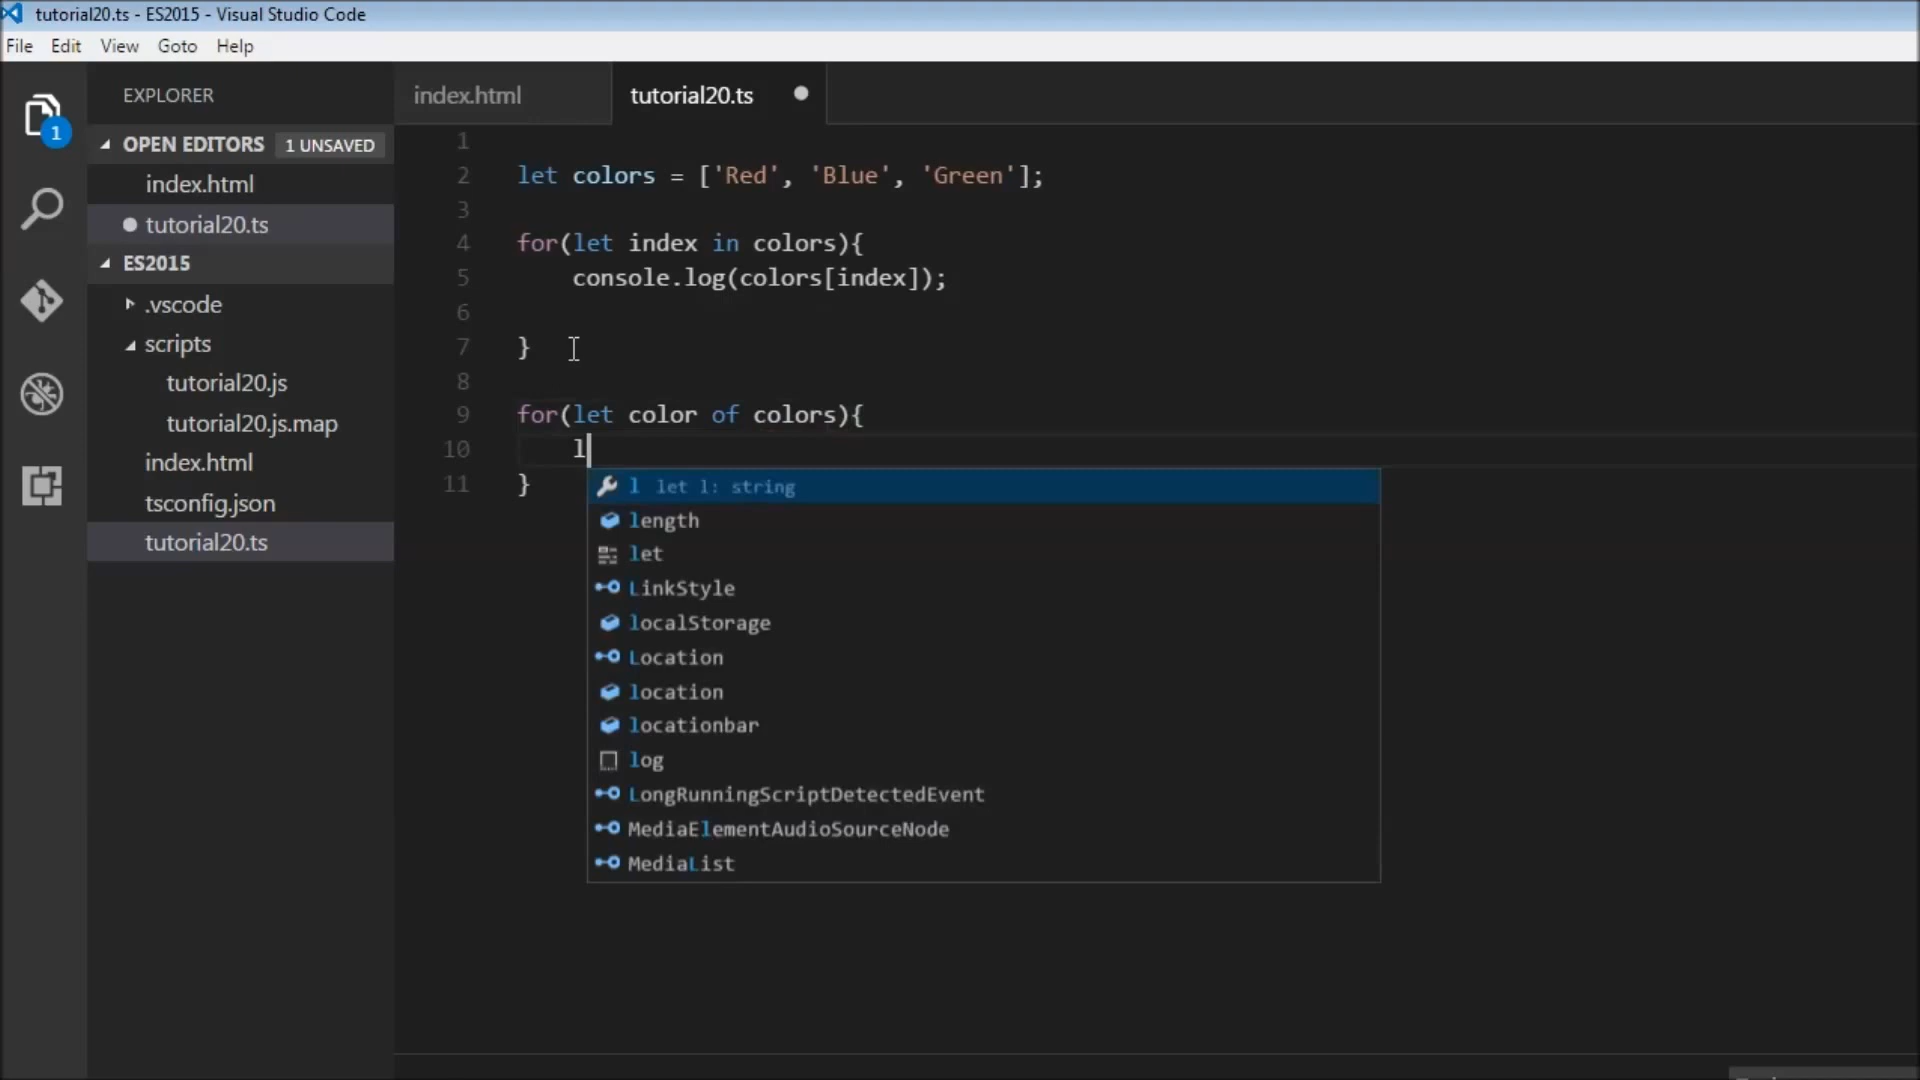 tutorial20.ts - ES2015 - Visual Studio Code
File Edit View Goto Help
EXPLORER
OPEN EDITORS 1 UNSAVED
index.html
tutorial20.ts
ES2015
.vscode
scripts
tutorial20.js
tutorial20.js.map
index.html
tsconfig.json
tutorial20.ts
1
index.html tutorial20.ts
1
2 let colors = ['Red', 'Blue', 'Green'];
3
4 for(let index in colors){
5 console.log(colors[index]);
6
7 }
8
9 for(let color of colors){
10 l
11 }
l let l: string
length
let
LinkStyle
localStorage
Location
location
locationbar
log
LongRunningScriptDetectedEvent
MediaElementAudioSourceNode
MediaList